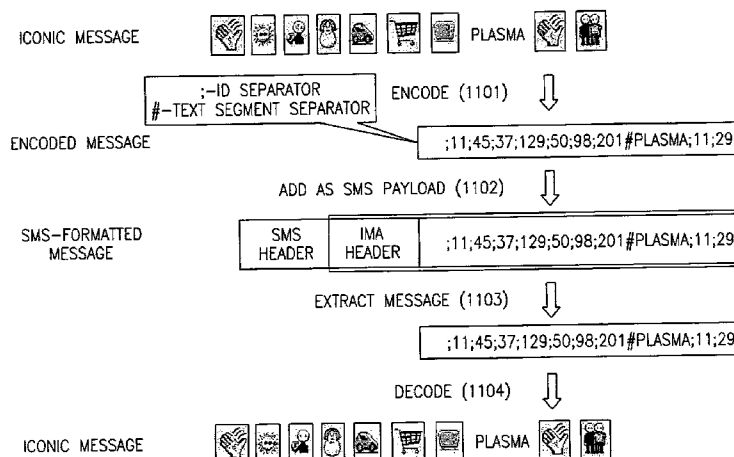 ICONIC MESSAGE
PLASMA
;-ID SEPARATOR
#-TEXT SEGMENT SEPARATOR
ENCODE (1101)
ENCODED MESSAGE
;11;45;37;129;50;98;201#PLASMA;11;29
ADD AS SMS PAYLOAD (1102)
SMS-FORMATTED
MESSAGE
SMS
HEADER
IMA
HEADER
;11;45;37;129;50;98;201#PLASMA;11;29
EXTRACT MESSAGE (1103)
;11;45;37;129;50;98;201#PLASMA;11;29
DECODE (1104)
ICONIC MESSAGE
PLASMA